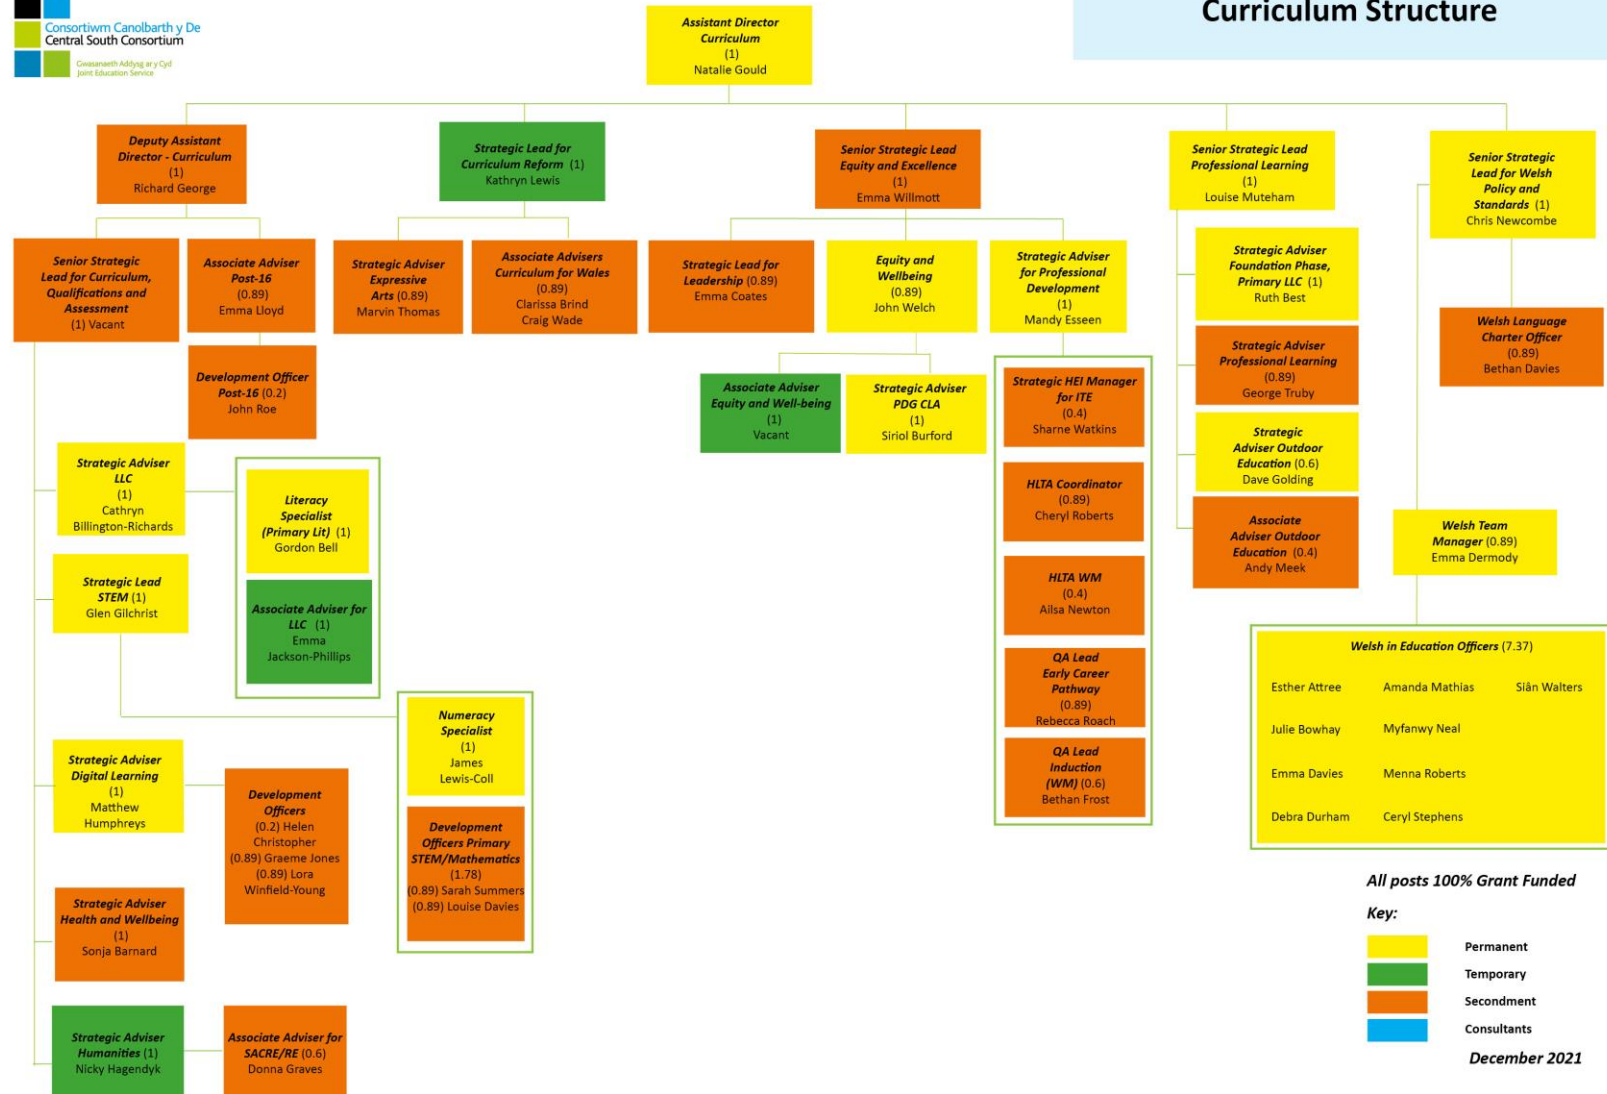 Consortiwm Canolbarth y De
Central South Consortium
Gwasanaeth Addysg ar y Cyd
Joint Education Service
Curriculum Structure
Assistant Director
Curriculum
(1)
Natalie Gould
Deputy Assistant
Director - Curriculum
(1)
Richard George
Strategic Lead for
Curriculum Reform (1)
Kathryn Lewis
Senior Strategic Lead
Equity and Excellence
(1)
Emma Willmott
Senior Strategic Lead
Professional Learning
(1)
Louise Muteham
Senior Strategic
Lead for Welsh
Policy and
Standards (1)
Chris Newcombe
Senior Strategic
Lead for Curriculum,
Qualifications and
Assessment
(1) Vacant
Associate Adviser
Post-16
(0.89)
Emma Lloyd
Strategic Adviser
Expressive
Arts (0.89)
Marvin Thomas
Associate Advisers
Curriculum for Wales
(0.89)
Clarissa Brind
Craig Wade
Strategic Lead for
Leadership (0.89)
Emma Coates
Equity and
Wellbeing
(0.89)
John Welch
Strategic Adviser
for Professional
Development
(1)
Mandy Esseen
Strategic Adviser
Foundation Phase,
Primary LLC (1)
Ruth Best
Welsh Language
Charter Officer
(0.89)
Bethan Davies
Development Officer
Post-16 (0.2)
John Roe
Associate Adviser
Equity and Well-being
(1)
Vacant
Strategic Adviser
PDG CLA
(1)
Siriol Burford
Strategic HEI Manager
for ITE
(0.4)
Sharne Watkins
Strategic Adviser
Professional Learning
(0.89)
George Truby
Strategic
Adviser Outdoor
Education (0.6)
Dave Golding
Strategic Adviser
LLC
(1)
Cathryn
Billington-Richards
Literacy
Specialist
(Primary Lit) (1)
Gordon Bell
HLTA Coordinator
(0.89)
Cheryl Roberts
Associate
Adviser Outdoor
Education (0.4)
Andy Meek
Welsh Team
Manager (0.89)
Emma Dermody
Strategic Lead
STEM (1)
Glen Gilchrist
Associate Adviser for
LLC (1)
Emma
Jackson-Phillips
HLTA WM
(0.4)
Ailsa Newton
QA Lead
Early Career
Pathway
(0.89)
Rebecca Roach
Welsh in Education Officers (7.37)
Esther Attree Amanda Mathias Siân Walters
Julie Bowhay Myfanwy Neal
Emma Davies Menna Roberts
Debra Durham Ceryl Stephens
Numeracy
Specialist
(1)
James
Lewis-Coll
QA Lead
Induction
(WM) (0.6)
Bethan Frost
Strategic Adviser
Digital Learning
(1)
Matthew
Humphreys
Development
Officers
(0.2) Helen
Christopher
(0.89) Graeme Jones
(0.89) Lora
Winfield-Young
Development
Officers Primary
STEM/Mathematics
(1.78)
(0.89) Sarah Summers
(0.89) Louise Davies
Strategic Adviser
Health and Wellbeing
(1)
Sonja Barnard
Strategic Adviser
Humanities (1)
Nicky Hagendyk
Associate Adviser for
SACRE/RE (0.6)
Donna Graves
All posts 100% Grant Funded
Key:
Permanent
Temporary
Secondment
Consultants
December 2021